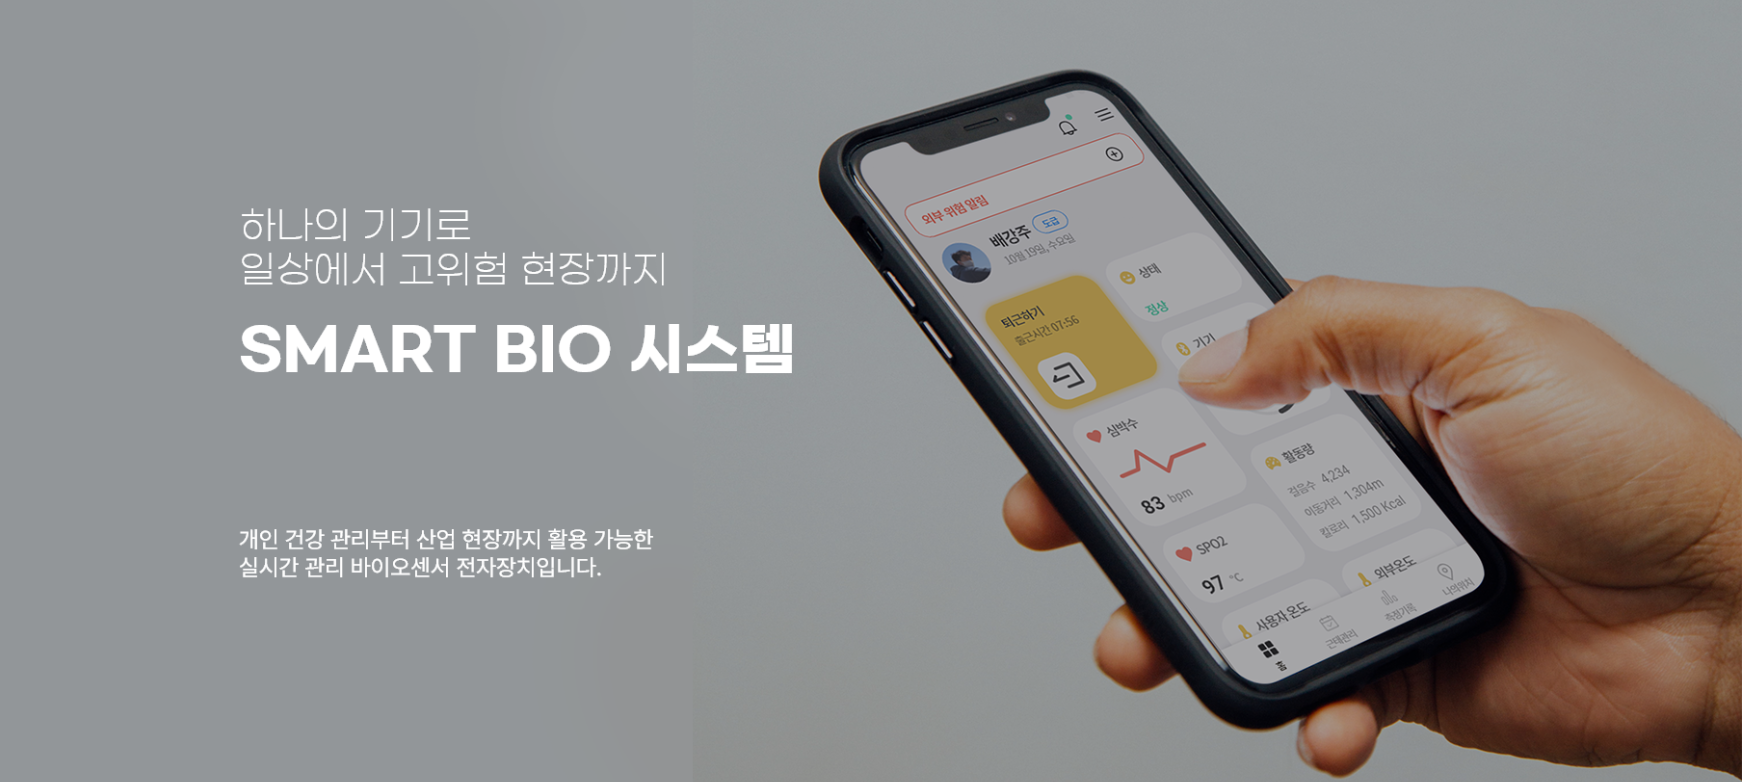 하나의 기기로
일상에서 고위험 현장까지
SMART BIO 시스템
개인 건강 관리부터 산업 현장까지 활용 가능한
실시간 관리 바이오센서 전자장치입니다.
외부 위험 알림
배강주 도급
10월 19일, 수요일
퇴근하기
출근시간 07:56
상태
정상
기기
심박수
83 bpm
활동량
걸음수 4,234
이동거리 1,304m
칼로리 1,500 Kcal
SPO2
97 °C
사용자 온도
외부온도
홈
근태관리
측정기록
나의위치